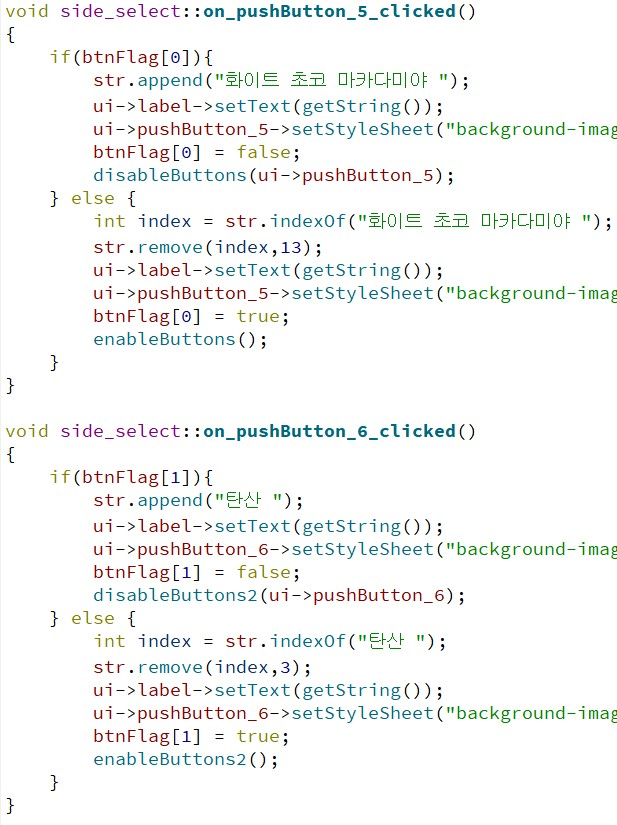 void side_select::on_pushButton_5_clicked()
{
    if(btnFlag[0]){
        str.append("화이트 초코 마카다미야 ");
        ui->label->setText(getString());
        ui->pushButton_5->setStyleSheet("background-imag
        btnFlag[0] = false;
        disableButtons(ui->pushButton_5);
    } else {
        int index = str.indexOf("화이트 초코 마카다미야 ");
        str.remove(index,13);
        ui->label->setText(getString());
        ui->pushButton_5->setStyleSheet("background-imag
        btnFlag[0] = true;
        enableButtons();
    }
}

void side_select::on_pushButton_6_clicked()
{
    if(btnFlag[1]){
        str.append("탄산 ");
        ui->label->setText(getString());
        ui->pushButton_6->setStyleSheet("background-imag
        btnFlag[1] = false;
        disableButtons2(ui->pushButton_6);
    } else {
        int index = str.indexOf("탄산 ");
        str.remove(index,3);
        ui->label->setText(getString());
        ui->pushButton_6->setStyleSheet("background-imag
        btnFlag[1] = true;
        enableButtons2();
    }
}